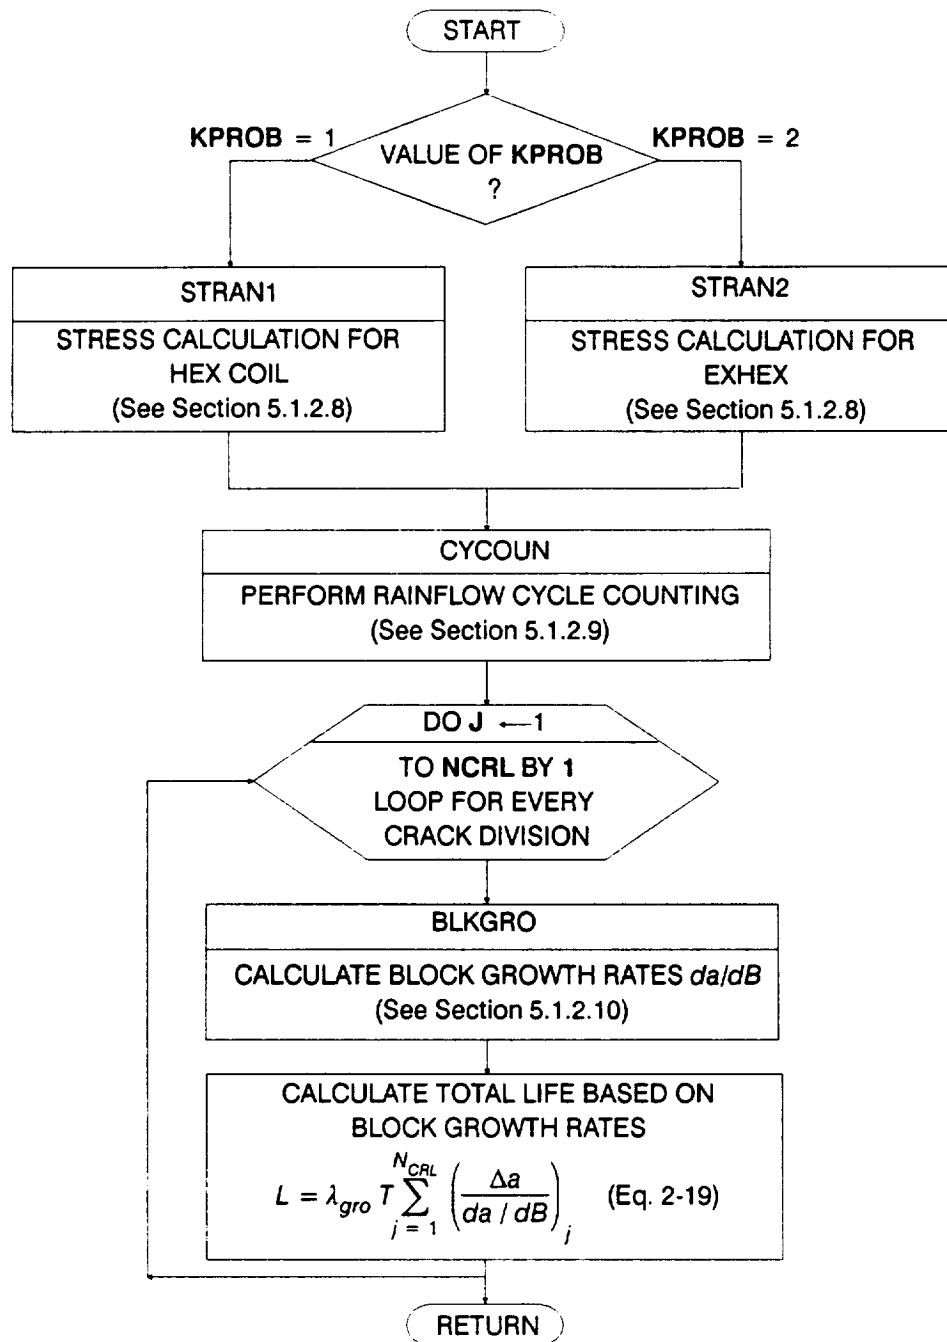 START
KPROB = 1
VALUE OF KPROB
?
KPROB = 2
STRAN1
STRESS CALCULATION FOR
HEX COIL
(See Section 5.1.2.8)
STRAN2
STRESS CALCULATION FOR
EXHEX
(See Section 5.1.2.8)
CYCOUN
PERFORM RAINFLOW CYCLE COUNTING
(See Section 5.1.2.9)
DO J ←1
TO NCRL BY 1
LOOP FOR EVERY
CRACK DIVISION
BLKGRO
CALCULATE BLOCK GROWTH RATES da/dB
(See Section 5.1.2.10)
CALCULATE TOTAL LIFE BASED ON
BLOCK GROWTH RATES
L = λ_gro T ∑_{j = 1}^{N_CRL} (Δa / (da / dB))_j (Eq. 2-19)
RETURN